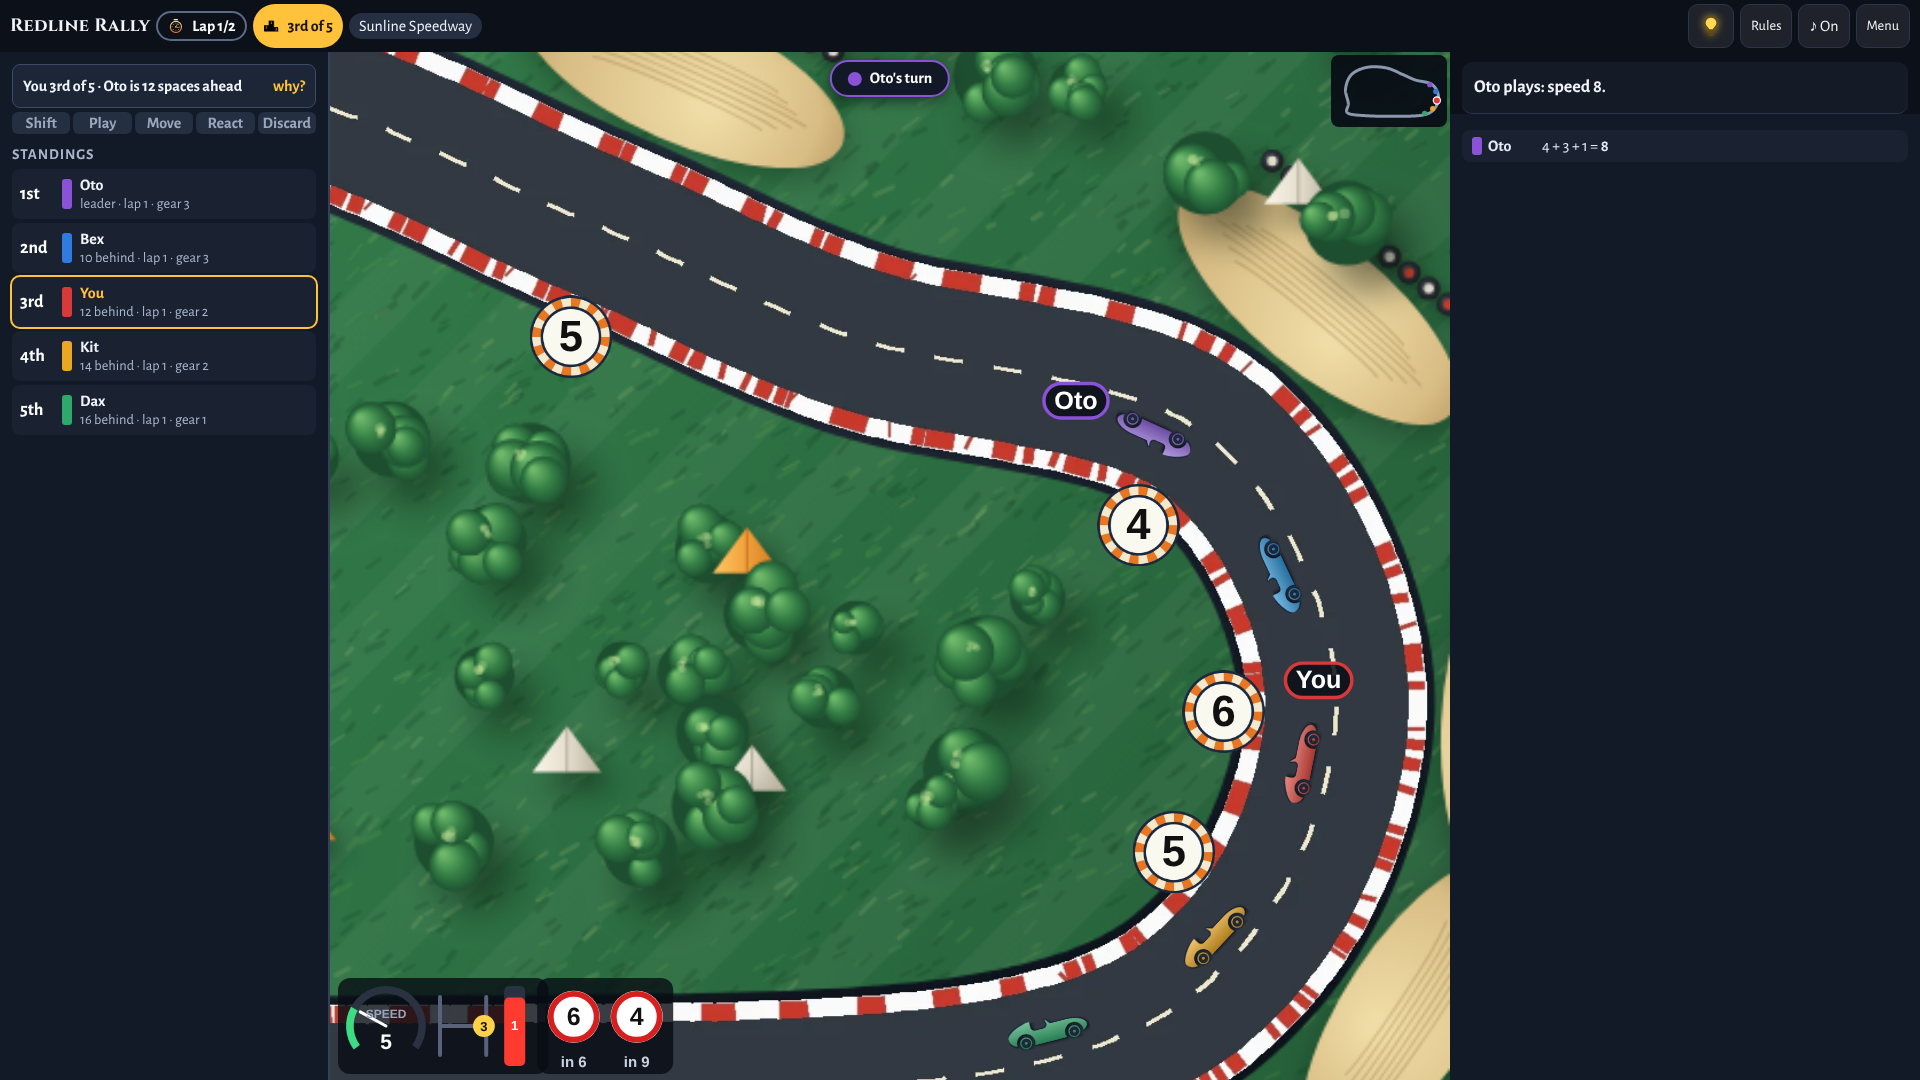 REDLINE RALLY
Lap 1/2
3rd of 5
Sunline Speedway
Rules
♪ On
Menu
You 3rd of 5 · Oto is 12 spaces ahead why?
Shift Play Move React Discard
STANDINGS
1st Oto
leader · lap 1 · gear 3
2nd Bex
10 behind · lap 1 · gear 3
3rd You
12 behind · lap 1 · gear 2
4th Kit
14 behind · lap 1 · gear 2
5th Dax
16 behind · lap 1 · gear 1
Oto's turn
5
Oto
4
You
6
5
SPEED
5
3
1
6
in 6
4
in 9
Oto plays: speed 8.
Oto 4 + 3 + 1 = 8